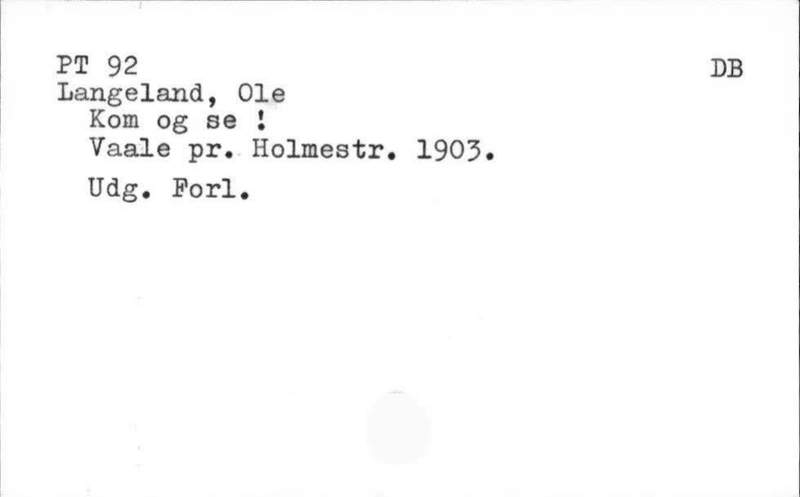 PT 92 DB
Langeland, Ole
Kom og se !
Vaale pr. Holmestr. 1903.
Udg. Forl.